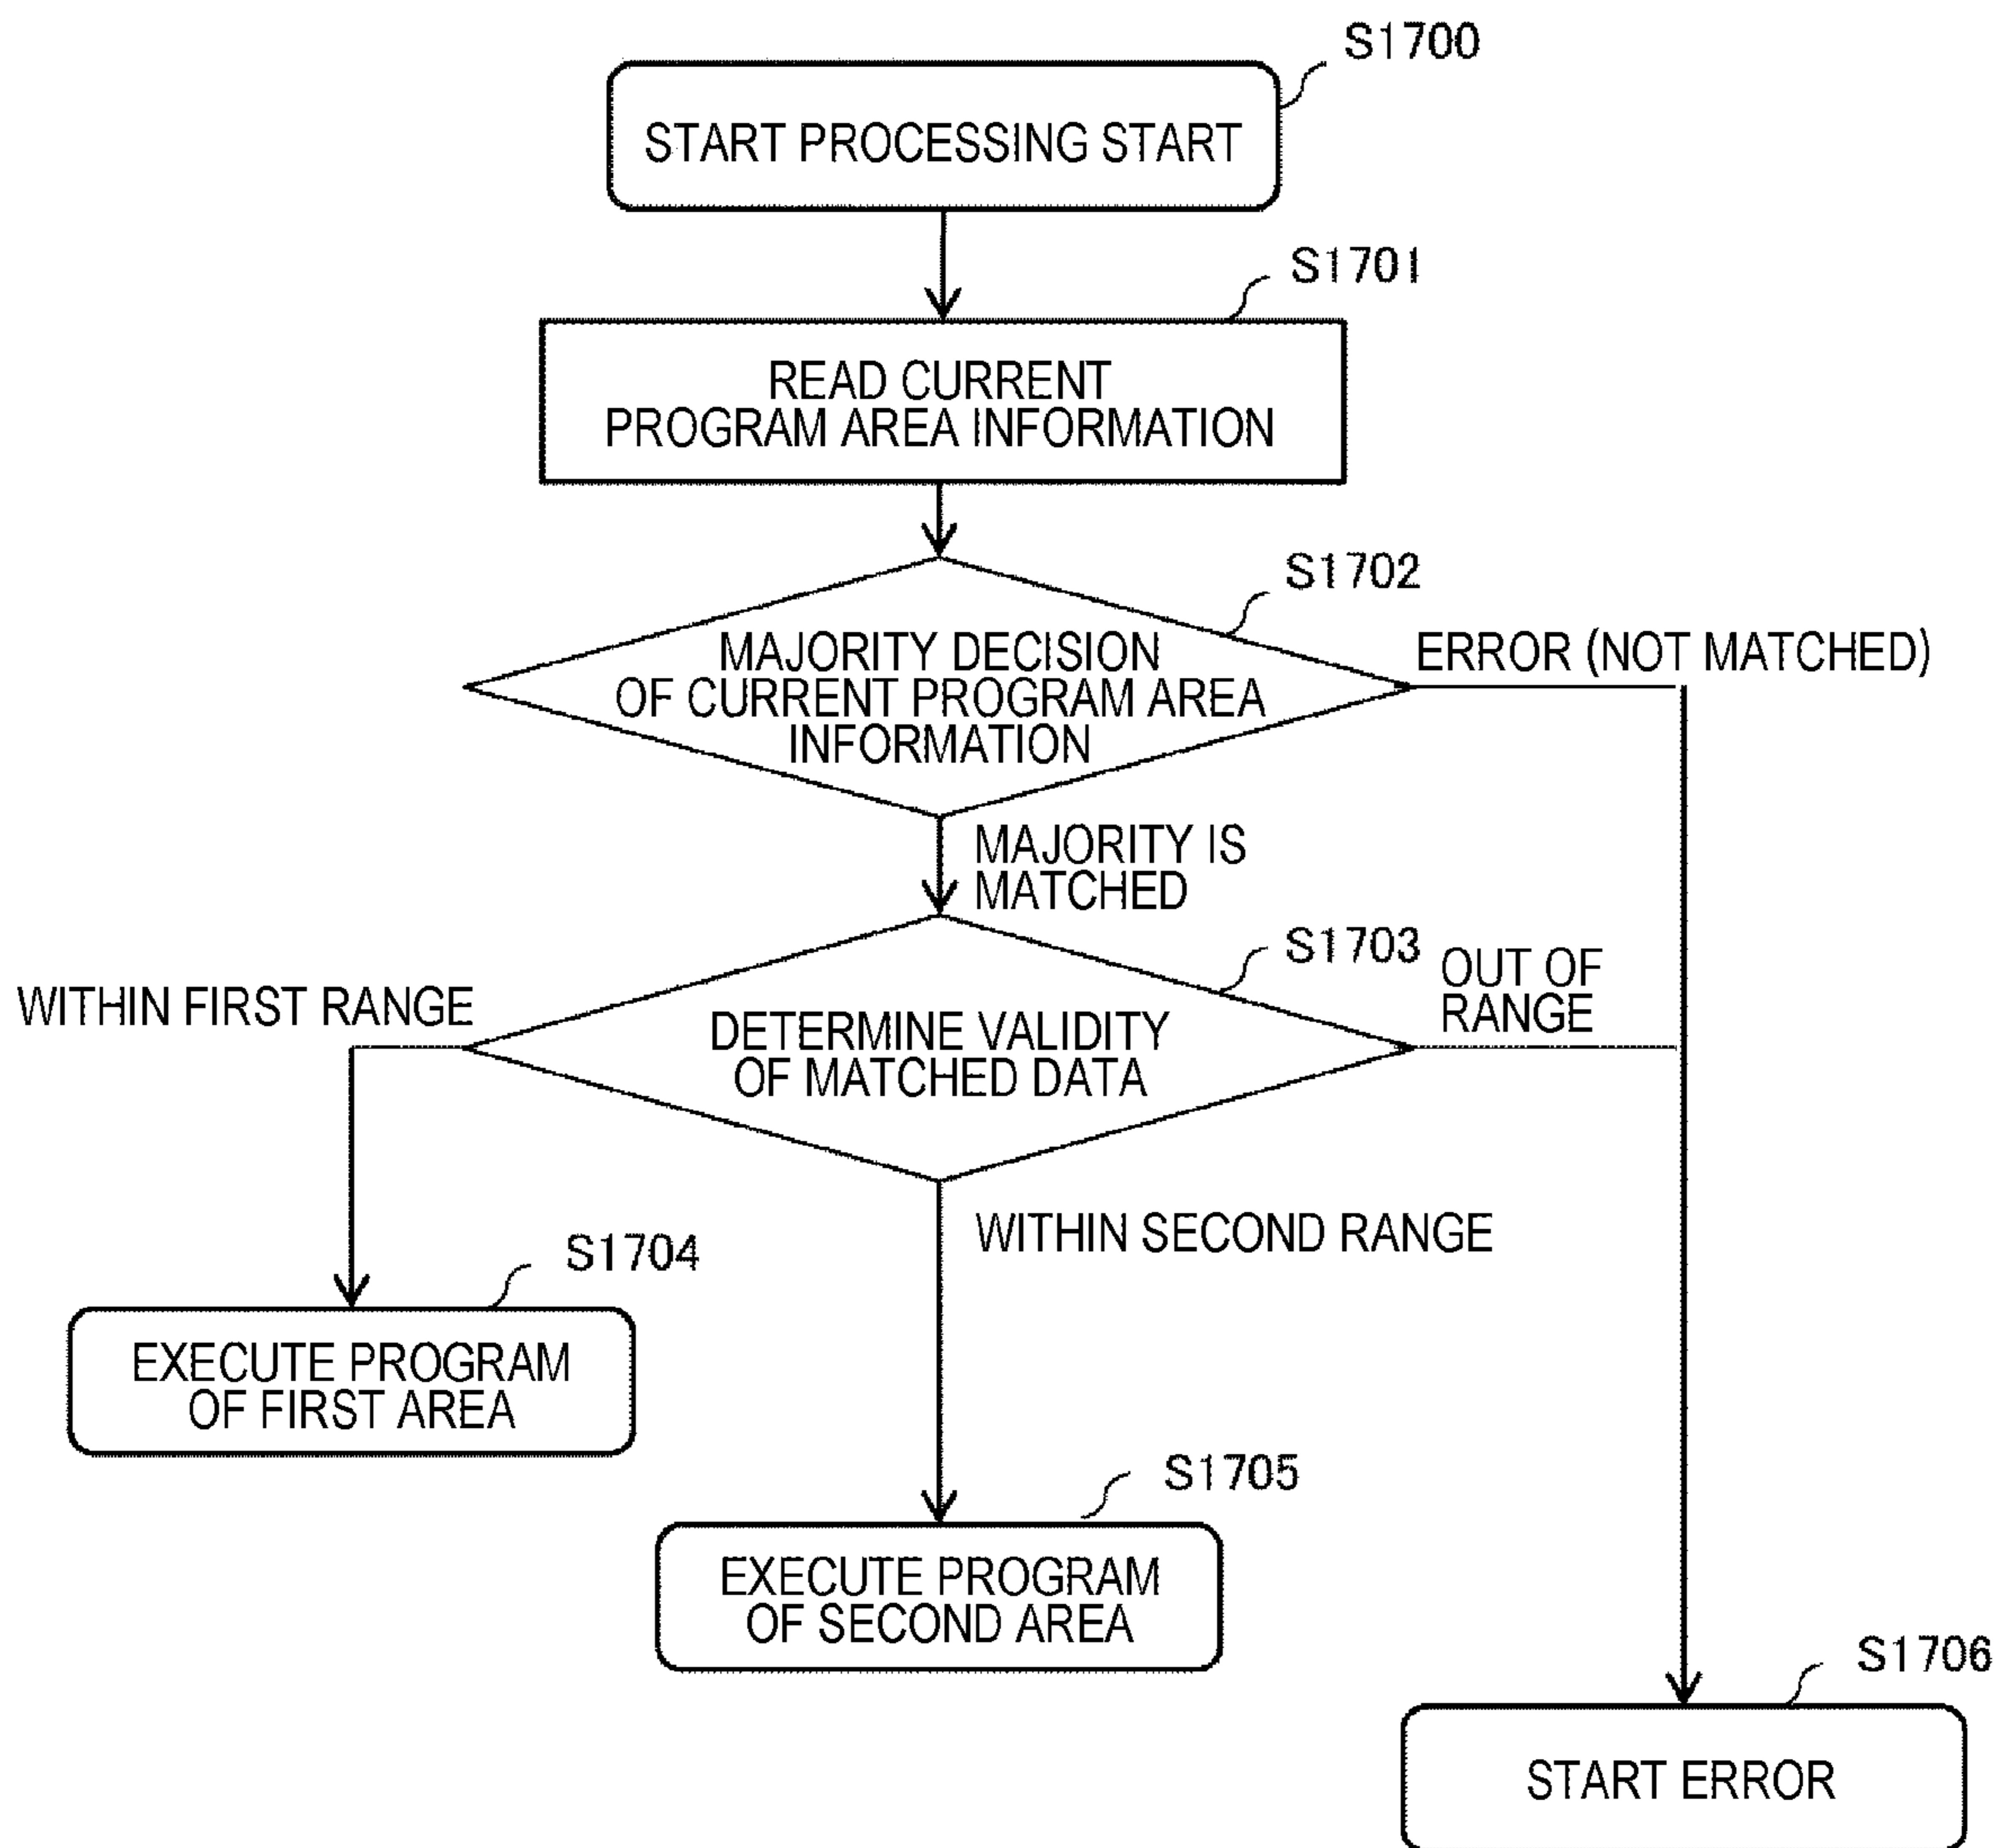 S1700
START PROCESSING START
S1701
READ CURRENT
PROGRAM AREA INFORMATION
S1702
MAJORITY DECISION
OF CURRENT PROGRAM AREA
INFORMATION
ERROR (NOT MATCHED)
MAJORITY IS
MATCHED
S1703
OUT OF
RANGE
WITHIN FIRST RANGE
DETERMINE VALIDITY
OF MATCHED DATA
WITHIN SECOND RANGE
S1704
EXECUTE PROGRAM
OF FIRST AREA
S1705
EXECUTE PROGRAM
OF SECOND AREA
S1706
START ERROR